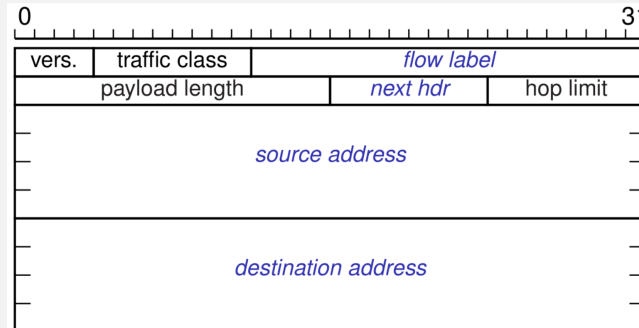 0 3
vers. traffic class flow label
payload length next hdr hop limit
source address
destination address